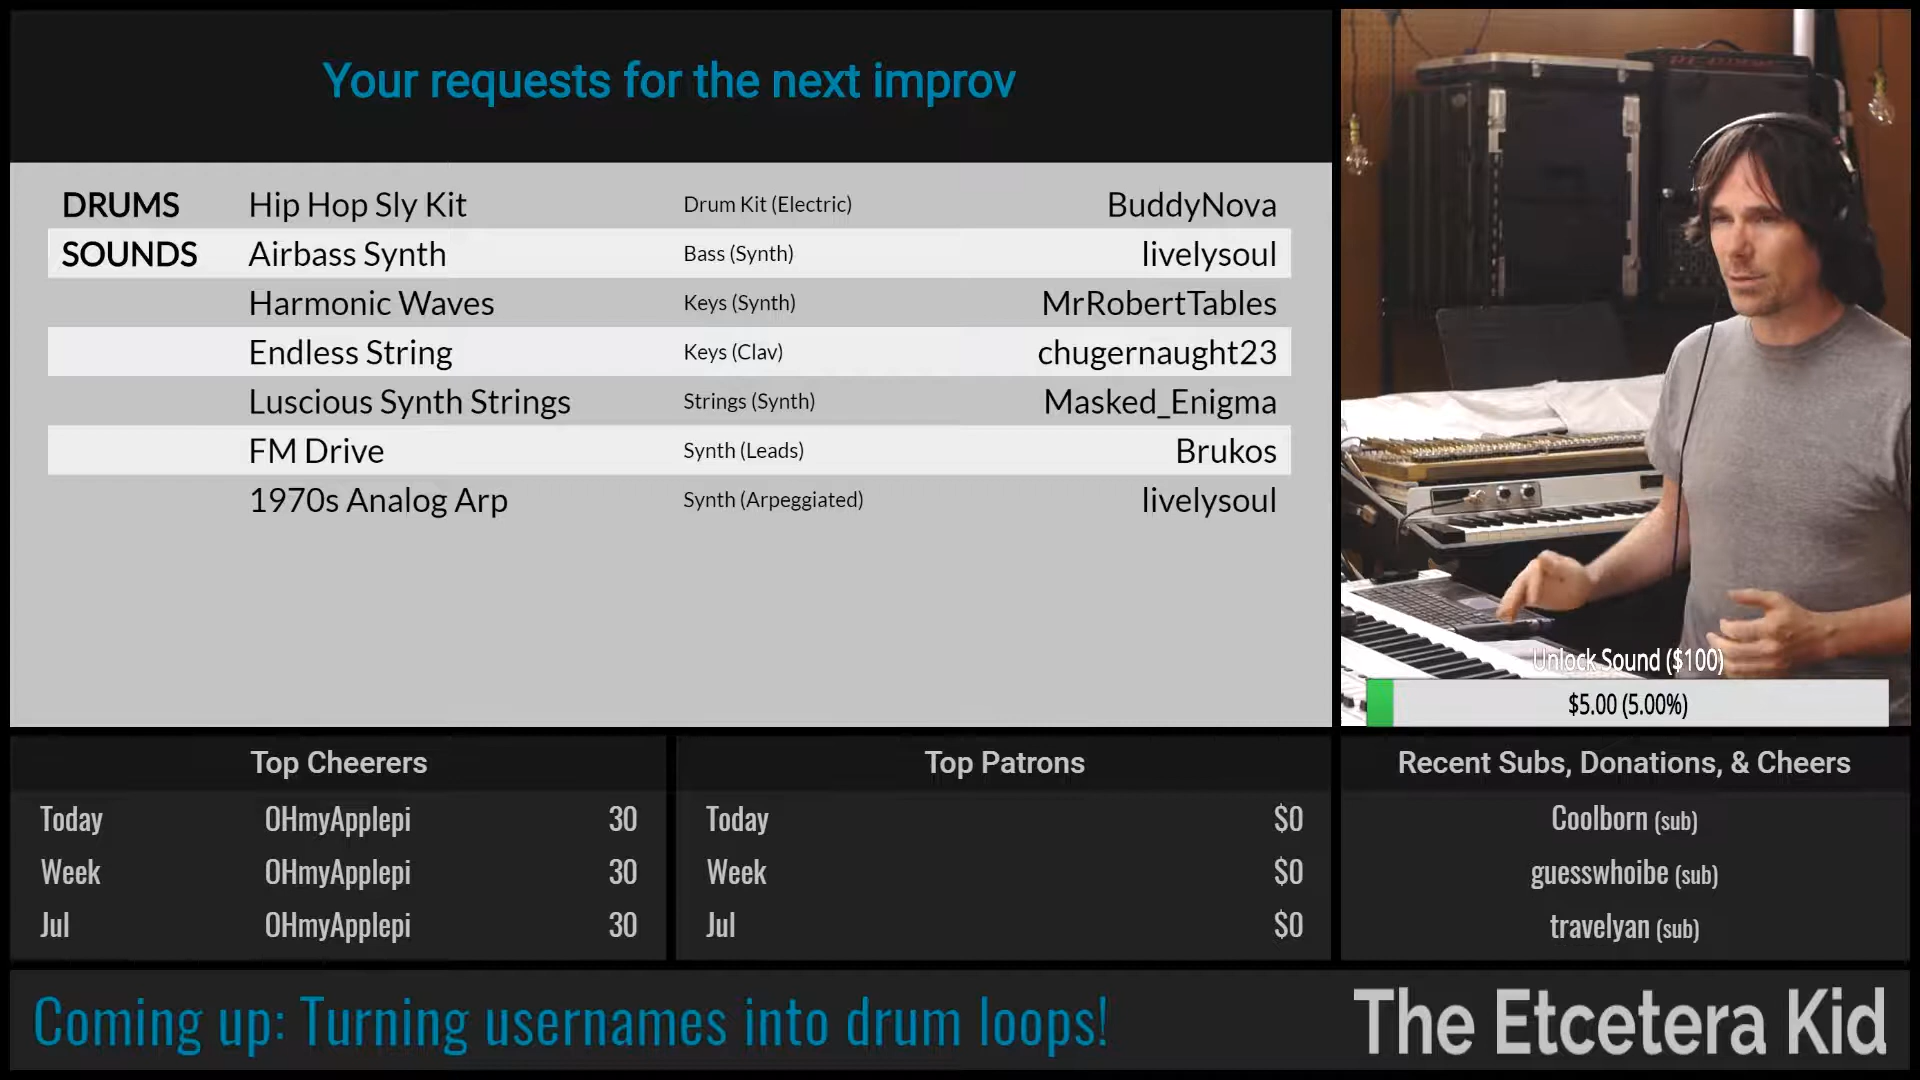 Your requests for the next improv
DRUMS Hip Hop Sly Kit Drum Kit (Electric) BuddyNova
SOUNDS Airbass Synth Bass (Synth) livelysoul
Harmonic Waves Keys (Synth) MrRobertTables
Endless String Keys (Clav) chugernaught23
Luscious Synth Strings Strings (Synth) Masked_Enigma
FM Drive Synth (Leads) Brukos
1970s Analog Arp Synth (Arpeggiated) livelysoul
Unlock Sound ($100)
$5.00 (5.00%)
Top Cheerers
Today OHmyApplepi 30
Week OHmyApplepi 30
Jul OHmyApplepi 30
Top Patrons
Today $0
Week $0
Jul $0
Recent Subs, Donations, & Cheers
Coolborn (sub)
guesswhoibe (sub)
travelyan (sub)
Coming up: Turning usernames into drum loops!
The Etcetera Kid